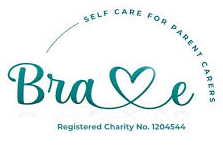 SELF CARE FOR PARENT CARERS
Brave
Registered Charity No. 1204544